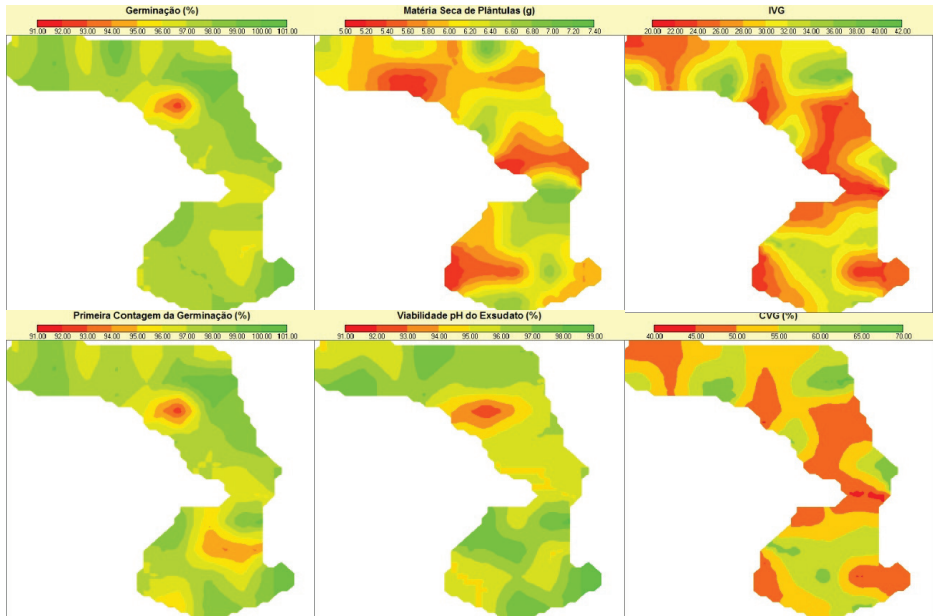 Germinação (%)
91.00 92.00 93.00 94.00 95.00 96.00 97.00 98.00 99.00 100.00 101.00
Matéria Seca de Plântulas (g)
5.00 5.20 5.40 5.60 5.80 6.00 6.20 6.40 6.60 6.80 7.00 7.20 7.40
IVG
20.00 22.00 24.00 26.00 28.00 30.00 32.00 34.00 36.00 38.00 40.00 42.00
Primeira Contagem da Germinação (%)
91.00 92.00 93.00 94.00 95.00 96.00 97.00 98.00 99.00 100.00 101.00
Viabilidade pH do Exsudato (%)
91.00 92.00 93.00 94.00 95.00 96.00 97.00 98.00 99.00
CVG (%)
40.00 45.00 50.00 55.00 60.00 65.00 70.00